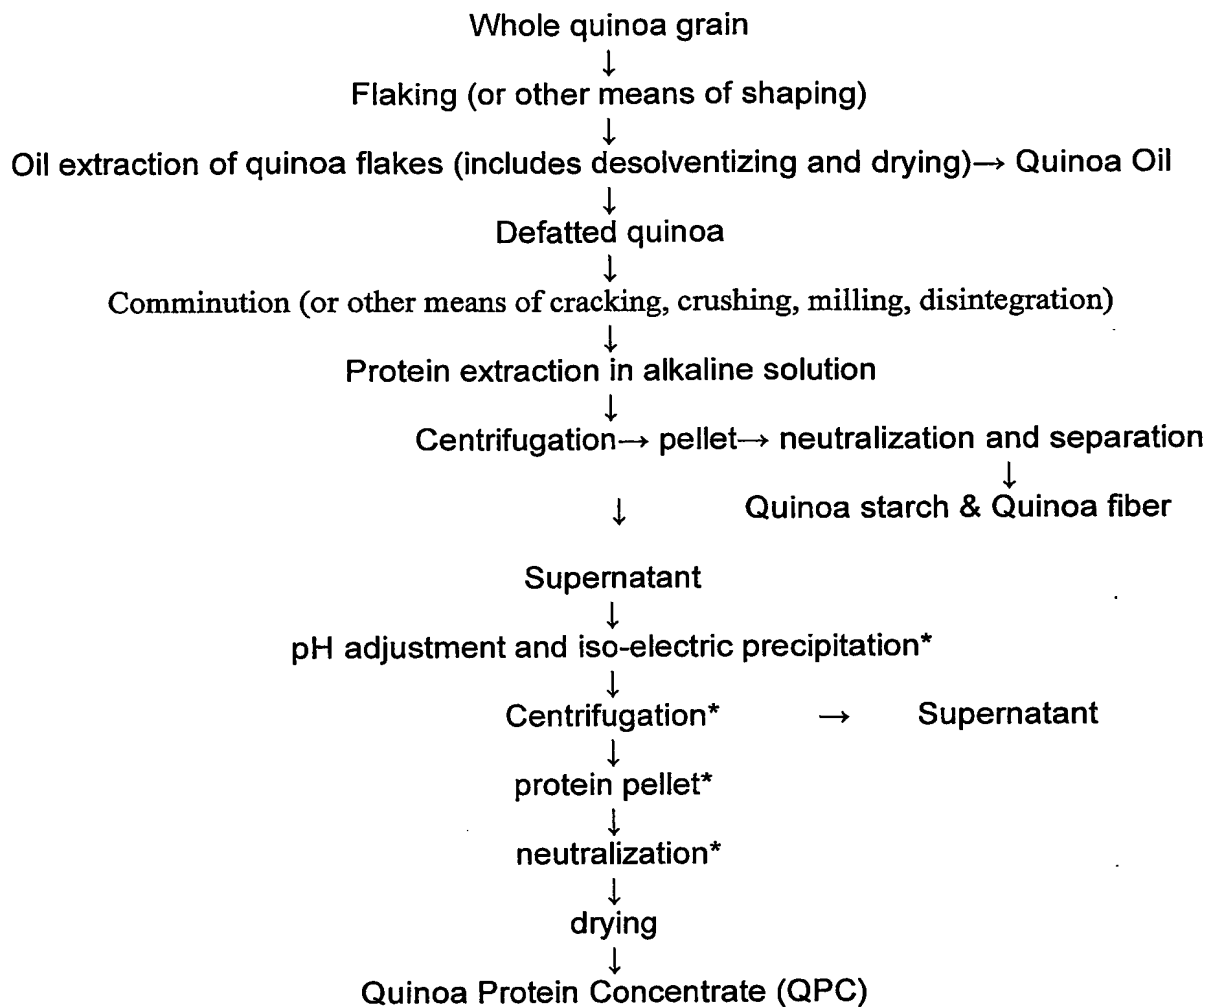 Whole quinoa grain
↓
Flaking (or other means of shaping)
↓
Oil extraction of quinoa flakes (includes desolventizing and drying)→ Quinoa Oil
↓
Defatted quinoa
↓
Comminution (or other means of cracking, crushing, milling, disintegration)
↓
Protein extraction in alkaline solution
↓
Centrifugation→ pellet→ neutralization and separation
↓
↓ Quinoa starch & Quinoa fiber
Supernatant
↓
pH adjustment and iso-electric precipitation*
↓
Centrifugation* → Supernatant
↓
protein pellet*
↓
neutralization*
↓
drying
↓
Quinoa Protein Concentrate (QPC)